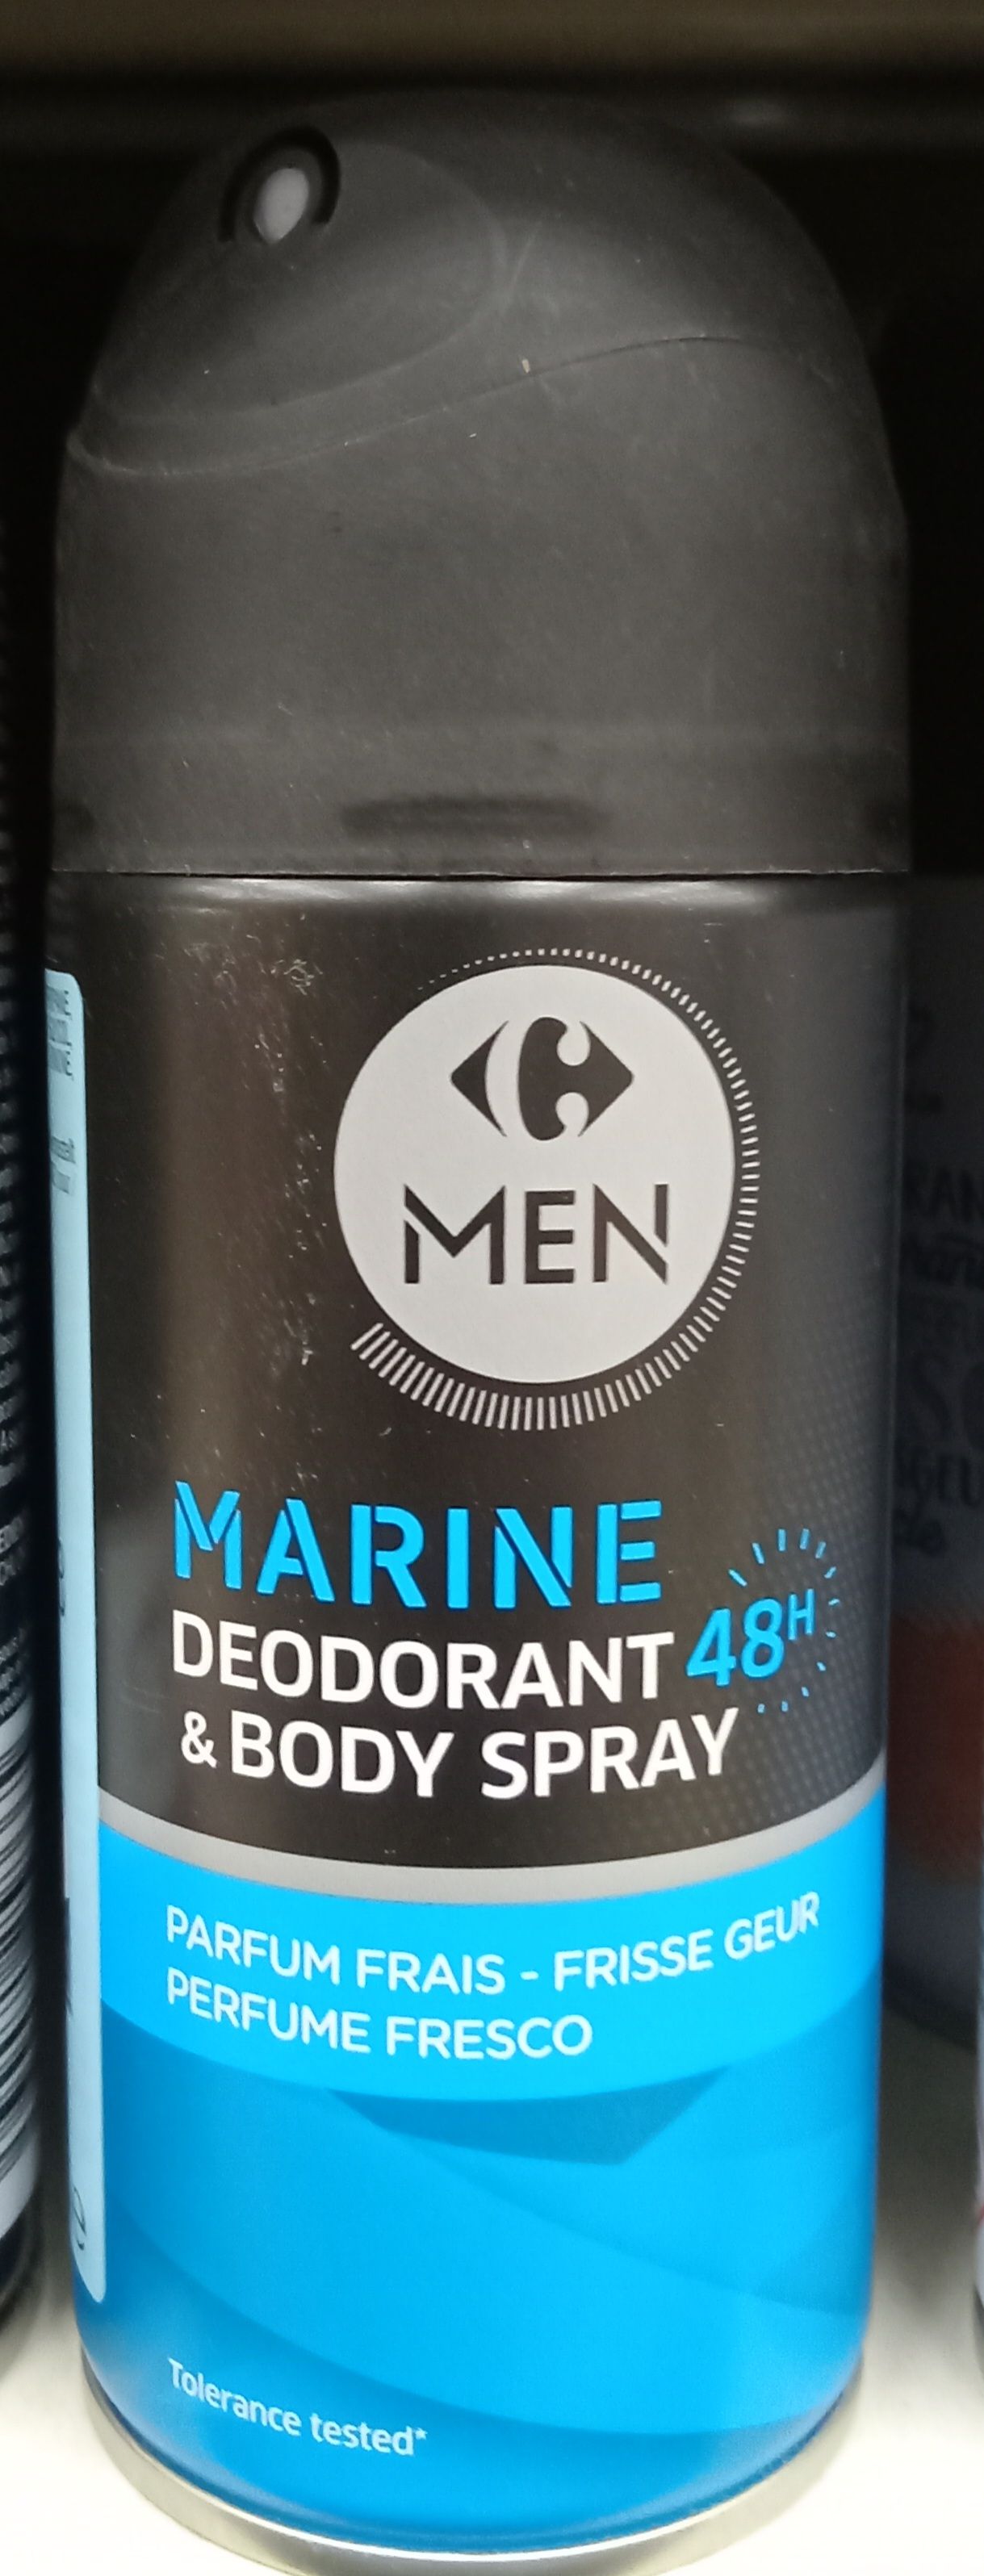 MEN
MARINE
DEODORANT 48H
& BODY SPRAY
PARFUM FRAIS - FRISSE GEUR
PERFUME FRESCO
Tolerance tested*